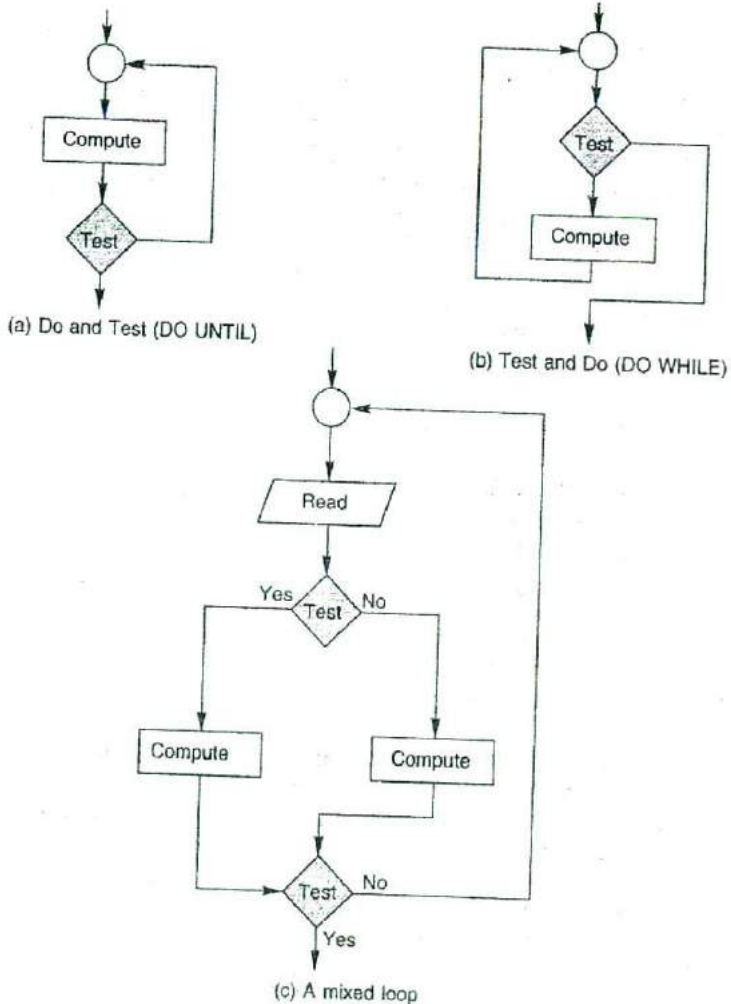 Compute
Test
(a) Do and Test (DO UNTIL)
Test
Compute
(b) Test and Do (DO WHILE)
Read
Yes Test No
Compute Compute
Test No
Yes
(c) A mixed loop